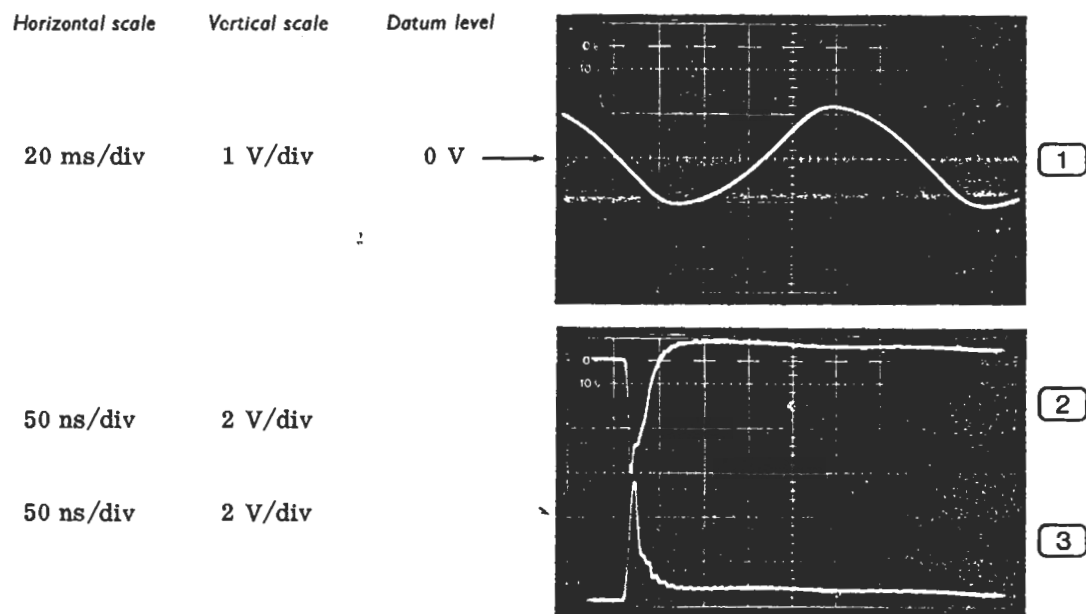 Horizontal scale Vertical scale Datum level
20 ms/div 1 V/div 0 V
1
50 ns/div 2 V/div
2
50 ns/div 2 V/div
3